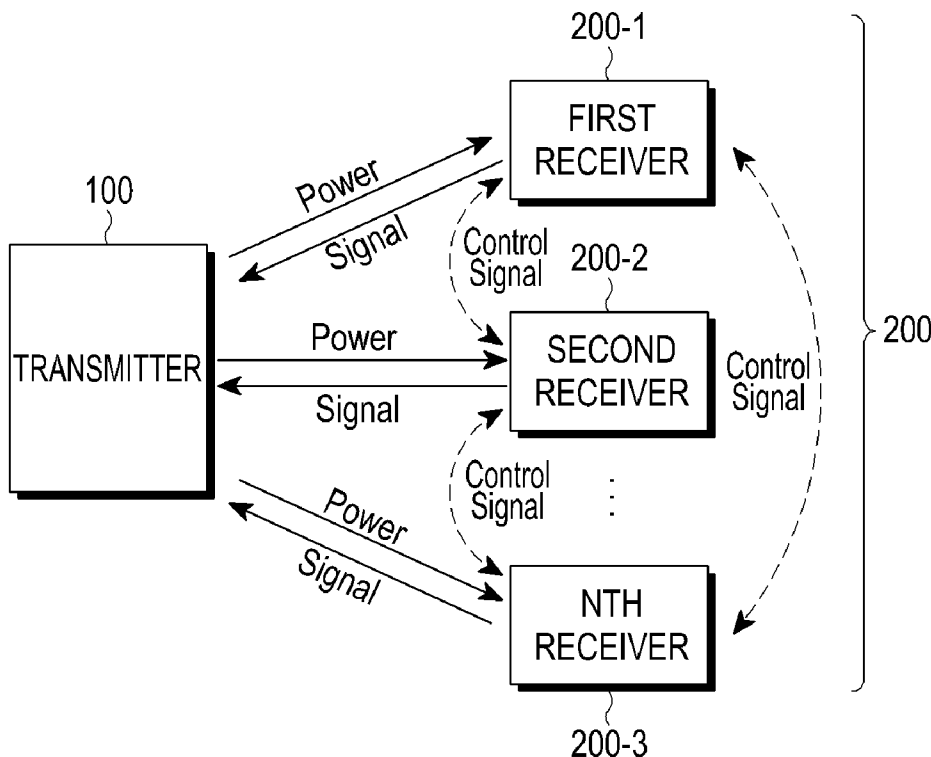 200-1
FIRST
RECEIVER
100
Power
Signal
Control
Signal
200-2
200
TRANSMITTER
Power
Signal
SECOND
RECEIVER
Control
Signal
Control
Signal
Power
Signal
NTH
RECEIVER
200-3